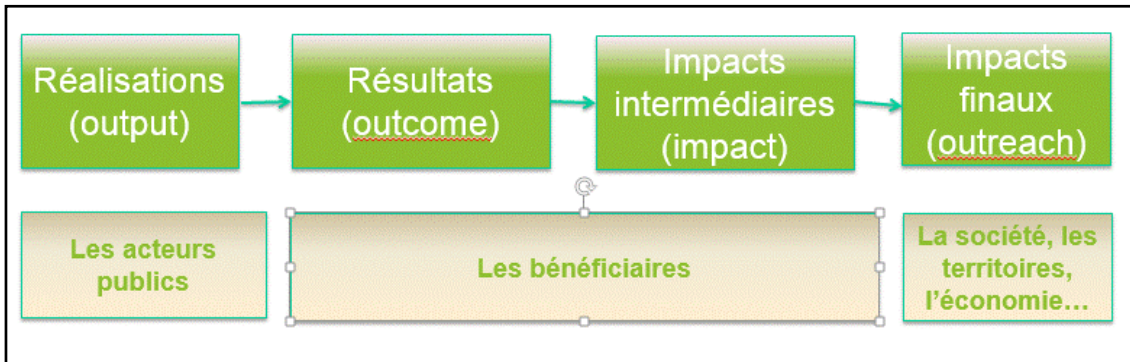 Réalisations
(output)
Résultats
(outcome)
Impacts
intermédiaires
(impact)
Impacts
finaux
(outreach)
Les acteurs
publics
Les bénéficiaires
La société, les
territoires,
l’économie…